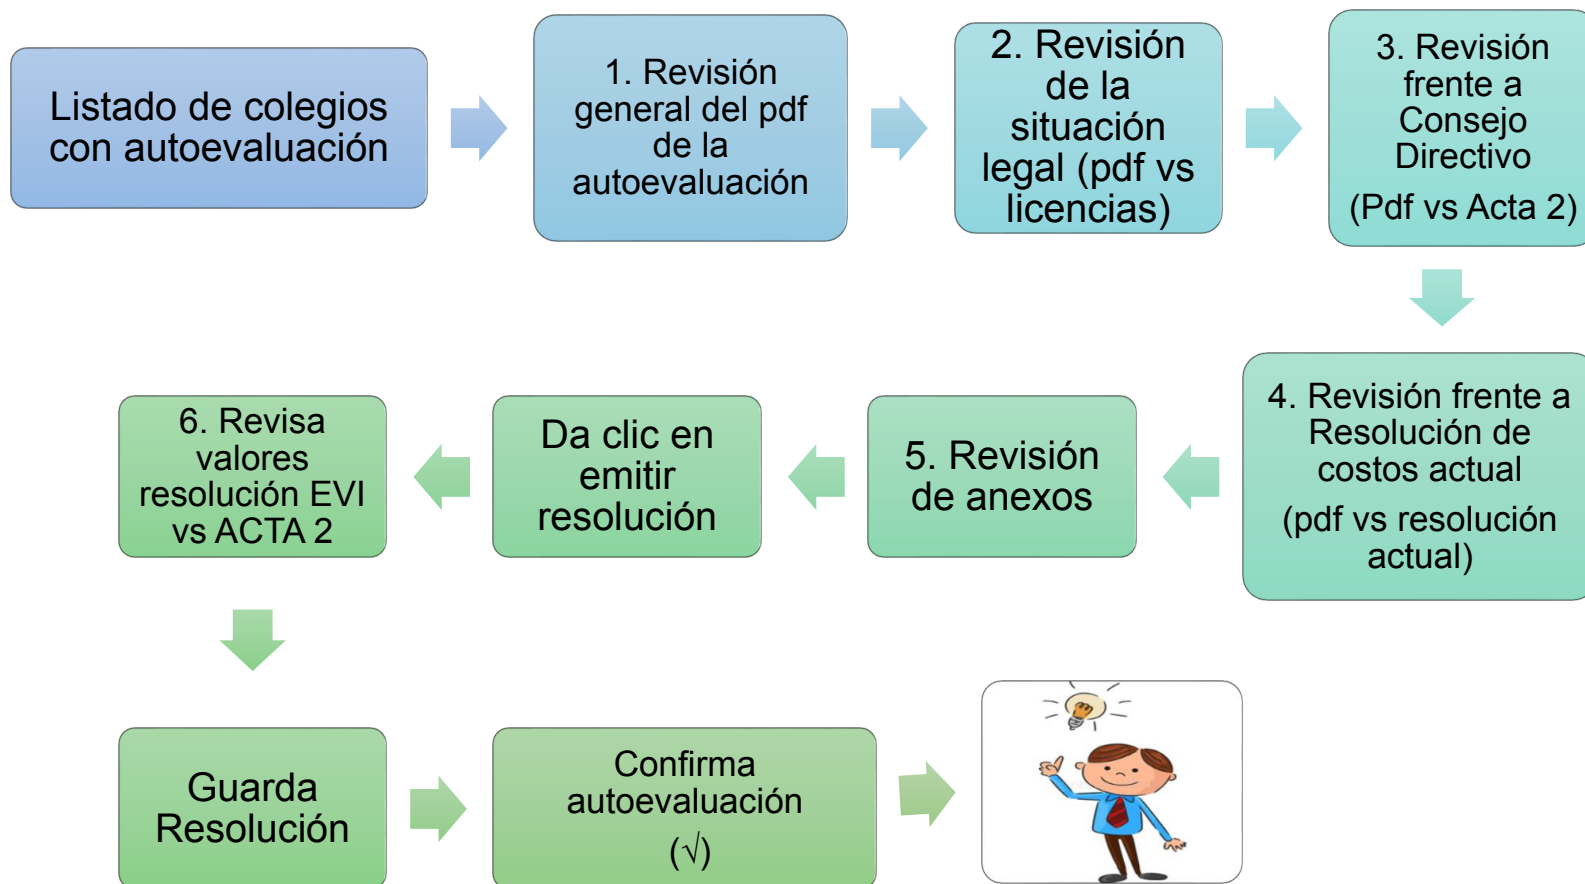 Listado de colegios
con autoevaluación
1. Revisión
general del pdf
de la
autoevaluación
2. Revisión
de la
situación
legal (pdf vs
licencias)
3. Revisión
frente a
Consejo
Directivo
(Pdf vs Acta 2)
4. Revisión frente a
Resolución de
costos actual
(pdf vs resolución
actual)
5. Revisión
de anexos
Da clic en
emitir
resolución
6. Revisa
valores
resolución EVI
vs ACTA 2
Guarda
Resolución
Confirma
autoevaluación
(√)